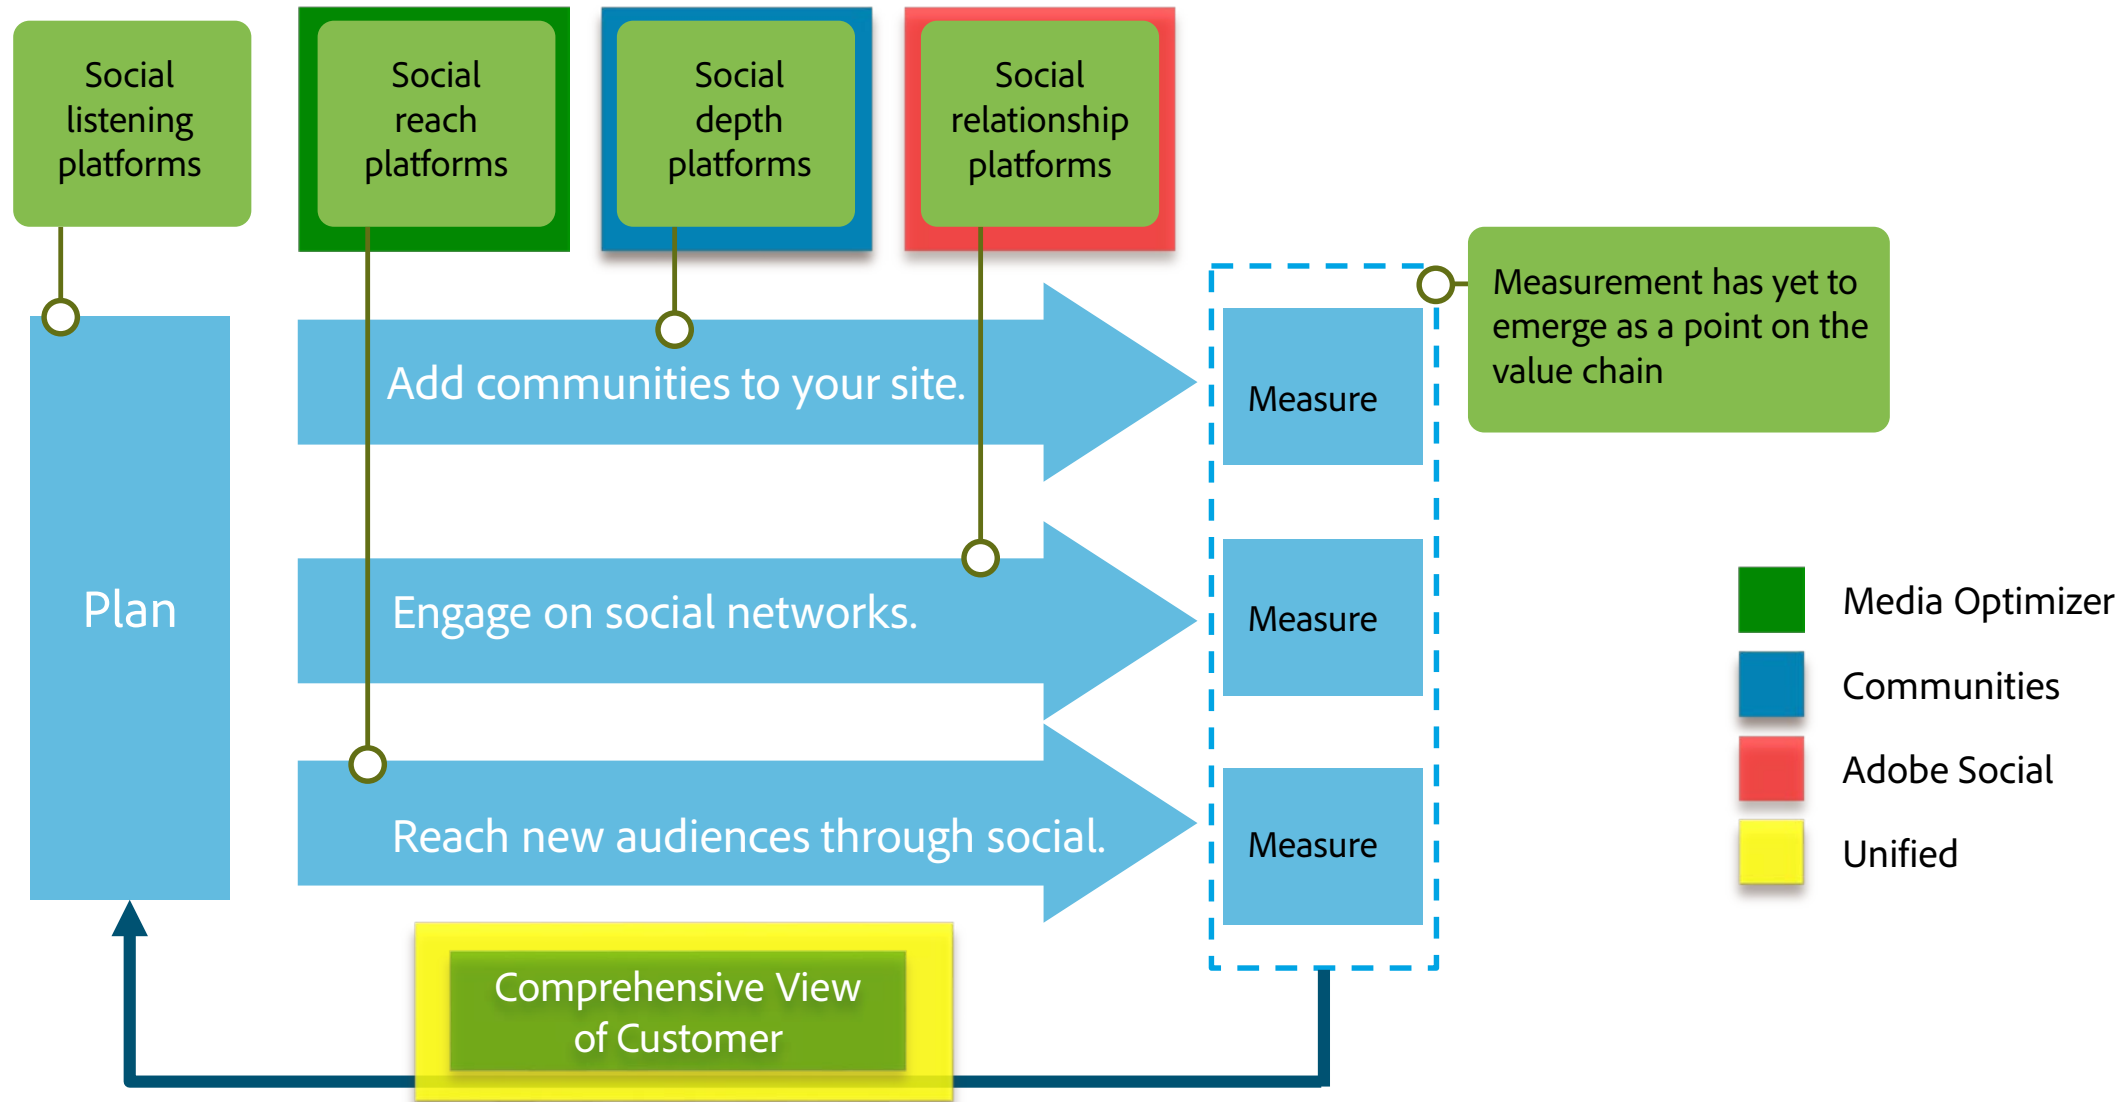 Social
listening
platforms
Social
reach
platforms
Social
depth
platforms
Social
relationship
platforms
Measurement has yet to
emerge as a point on the
value chain
Add communities to your site.
Measure
Plan
Engage on social networks.
Measure
Reach new audiences through social.
Measure
Media Optimizer
Communities
Adobe Social
Unified
Comprehensive View
of Customer